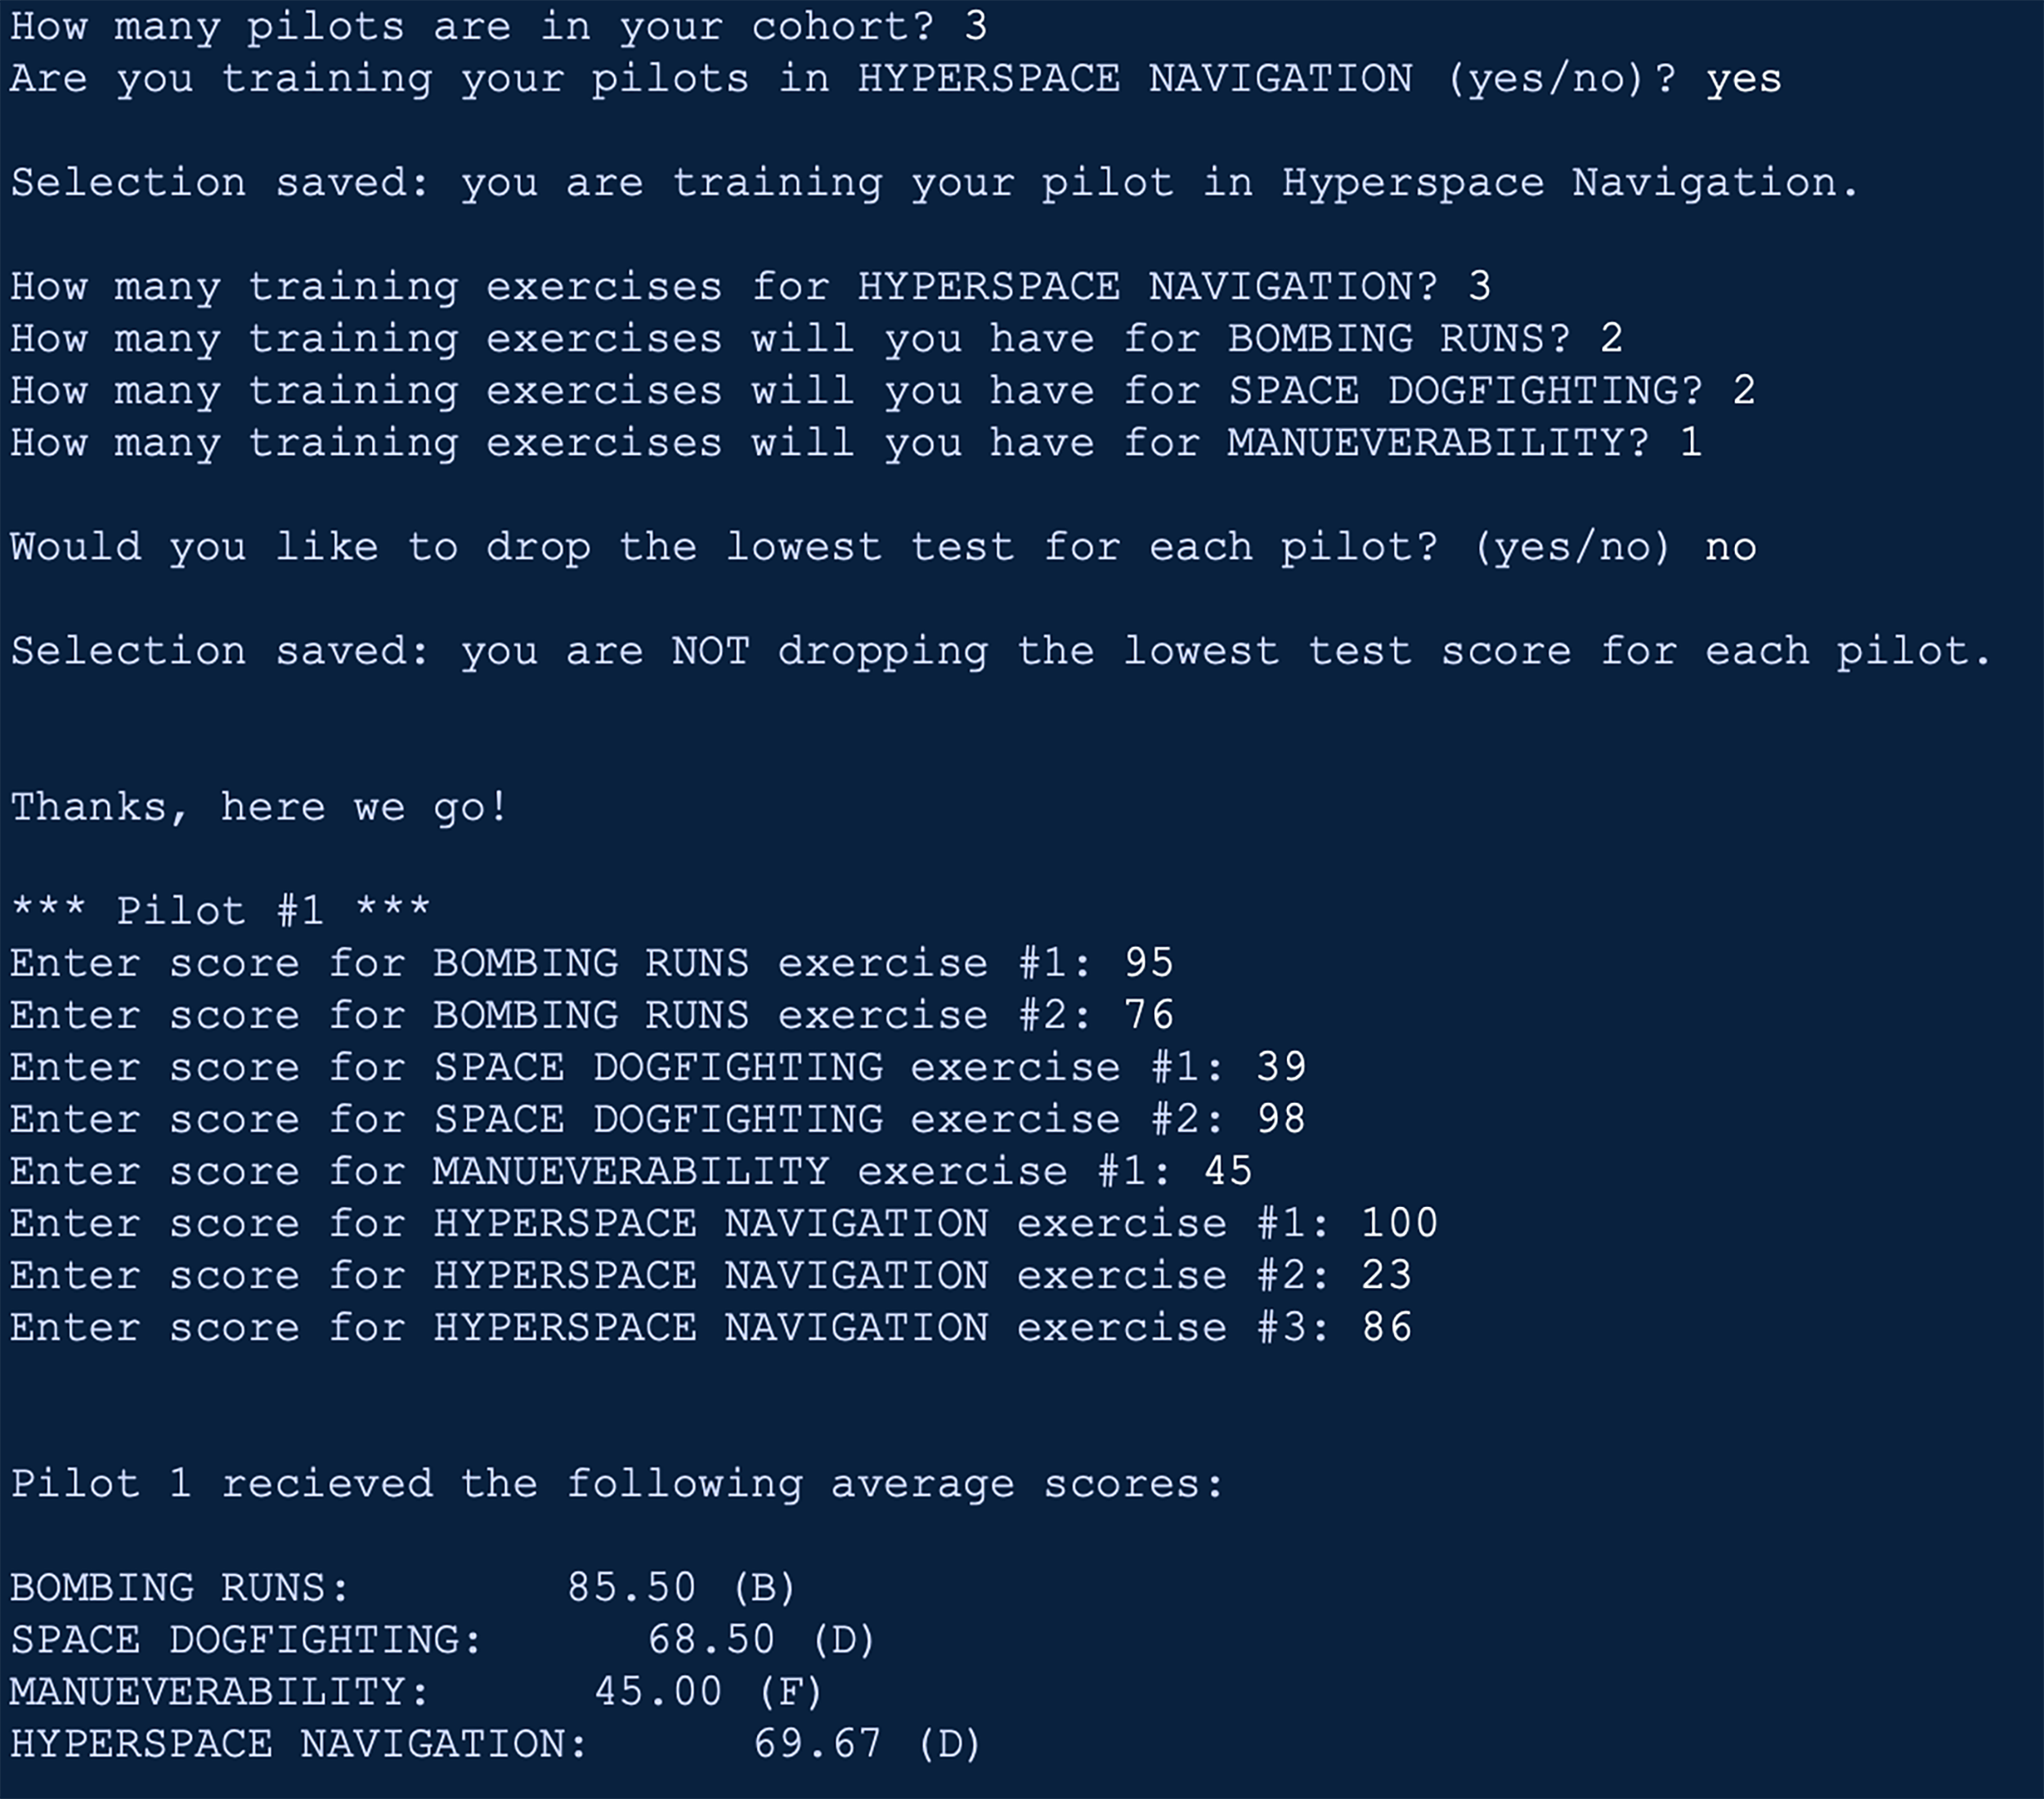 How many pilots are in your cohort? 3
Are you training your pilots in HYPERSPACE NAVIGATION (yes/no)? yes
Selection saved: you are training your pilot in Hyperspace Navigation.
How many training exercises for HYPERSPACE NAVIGATION? 3
How many training exercises will you have for BOMBING RUNS? 2
How many training exercises will you have for SPACE DOGFIGHTING? 2
How many training exercises will you have for MANUEVERABILITY? 1
Would you like to drop the lowest test for each pilot? (yes/no) no
Selection saved: you are NOT dropping the lowest test score for each pilot.
Thanks, here we go!
*** Pilot #1 ***
Enter score for BOMBING RUNS exercise #1: 95
Enter score for BOMBING RUNS exercise #2: 76
Enter score for SPACE DOGFIGHTING exercise #1: 39
Enter score for SPACE DOGFIGHTING exercise #2: 98
Enter score for MANUEVERABILITY exercise #1: 45
Enter score for HYPERSPACE NAVIGATION exercise #1: 100
Enter score for HYPERSPACE NAVIGATION exercise #2: 23
Enter score for HYPERSPACE NAVIGATION exercise #3: 86
Pilot 1 recieved the following average scores:
BOMBING RUNS: 85.50 (B)
SPACE DOGFIGHTING: 68.50 (D)
MANUEVERABILITY: 45.00 (F)
HYPERSPACE NAVIGATION: 69.67 (D)